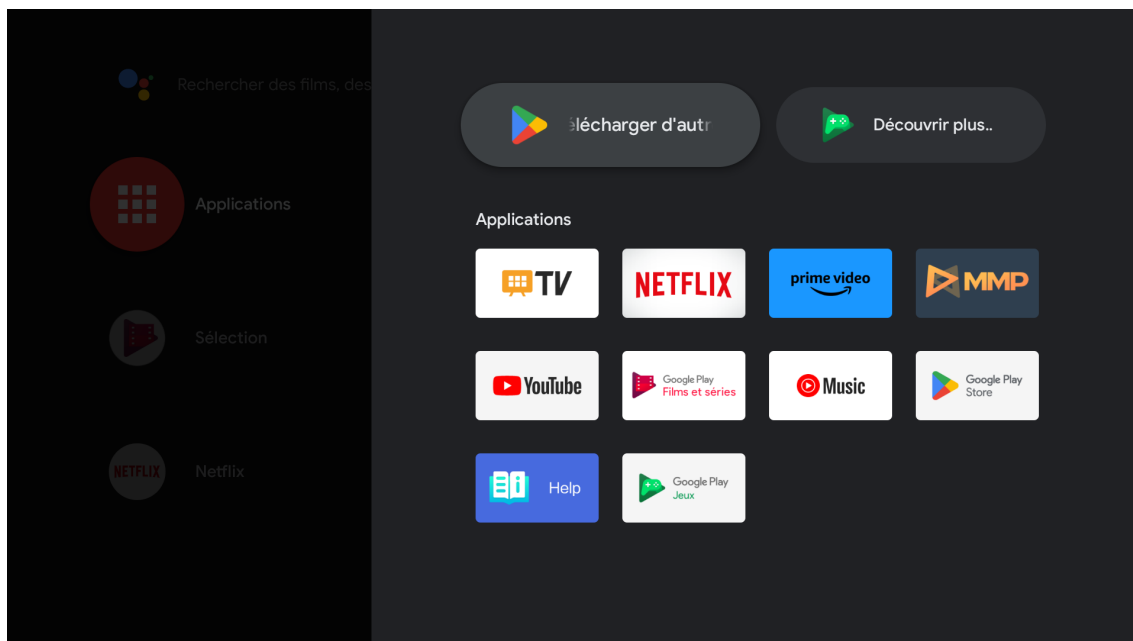 Rechercher des films, des
élécharger d'autr
Découvrir plus..
Applications
Applications
TV
NETFLIX
prime video
MMP
Sélection
YouTube
Google Play
Films et séries
Music
Google Play
Store
NETFLIX
Netflix
Help
Google Play
Jeux